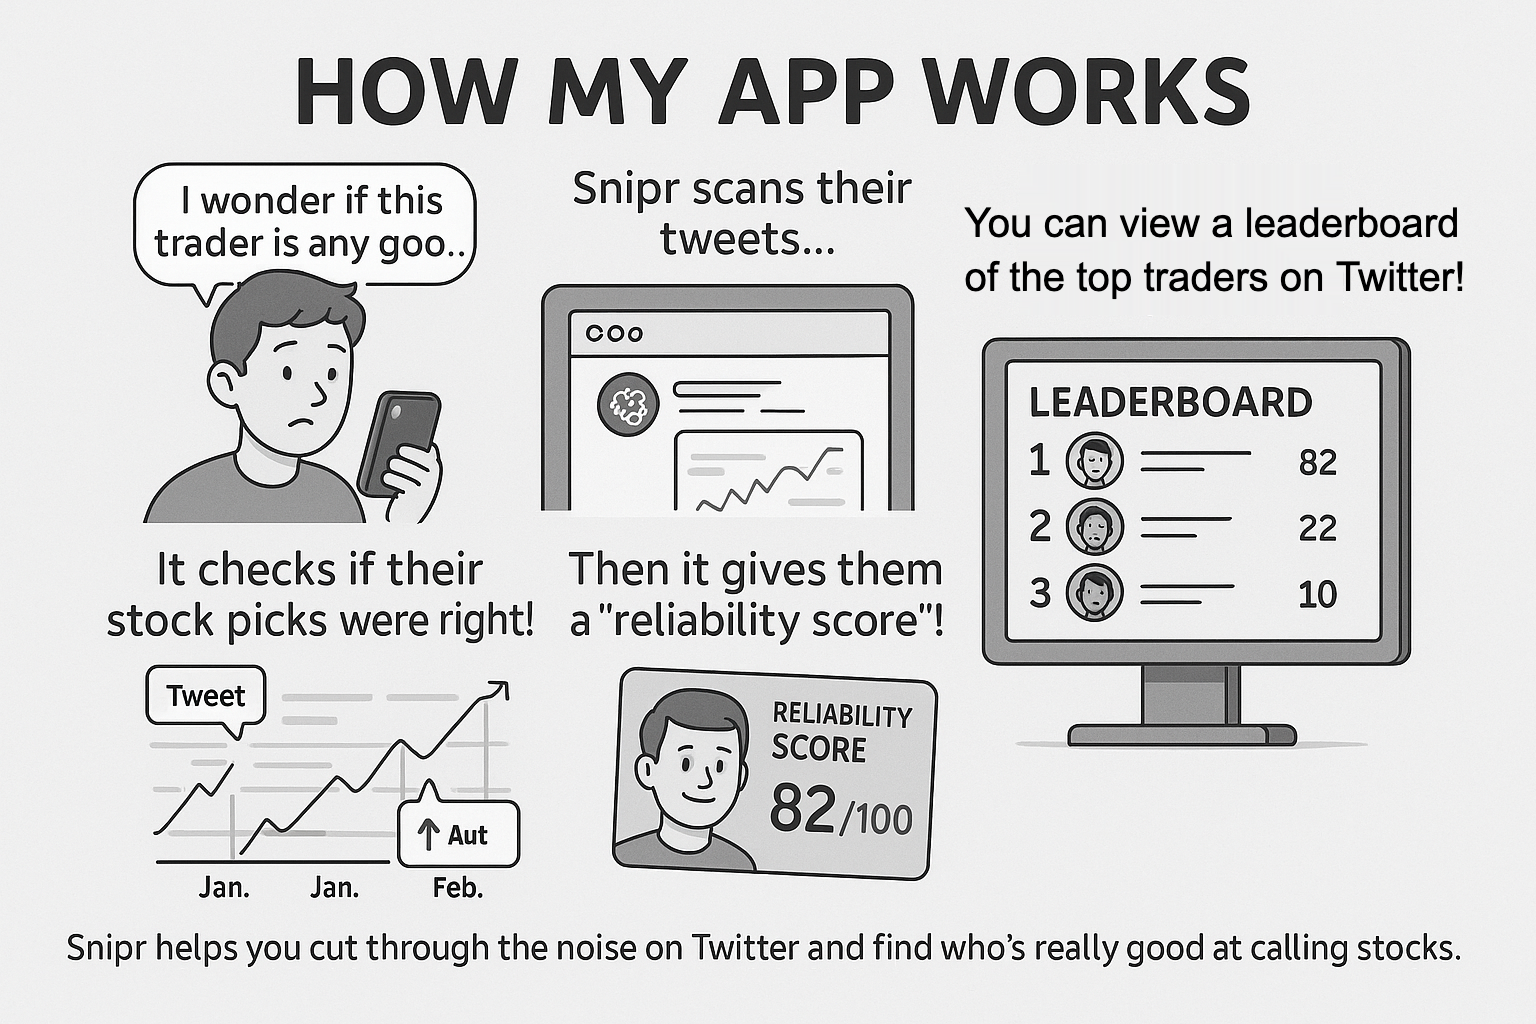 HOW MY APP WORKS
I wonder if this
trader is any goo..
Snipr scans their
tweets...
You can view a leaderboard
of the top traders on Twitter!
LEADERBOARD
1 82
2 22
3 10
It checks if their
stock picks were right!
Tweet
↑ Aut
Jan. Jan. Feb.
Then it gives them
a "reliability score"!
RELIABILITY
SCORE
82/100
Snipr helps you cut through the noise on Twitter and find who's really good at calling stocks.